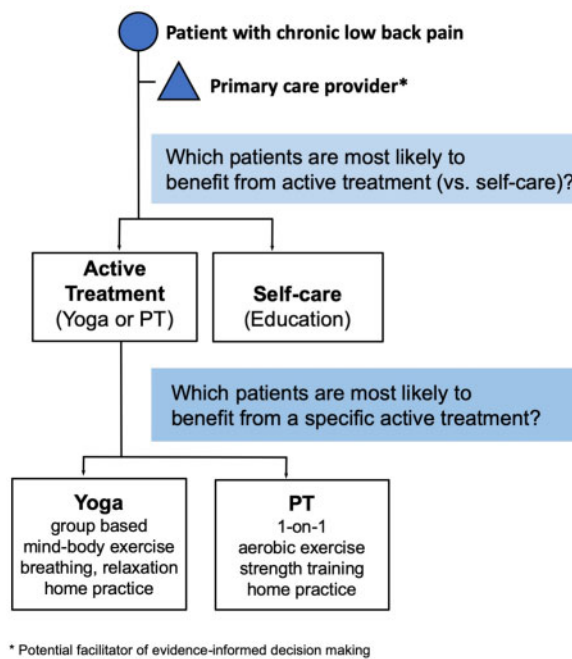 Patient with chronic low back pain
Primary care provider*
Which patients are most likely to
benefit from active treatment (vs. self-care)?
Active
Treatment
(Yoga or PT)
Self-care
(Education)
Which patients are most likely to
benefit from a specific active treatment?
Yoga
group based
mind-body exercise
breathing, relaxation
home practice
PT
1-on-1
aerobic exercise
strength training
home practice
* Potential facilitator of evidence-informed decision making